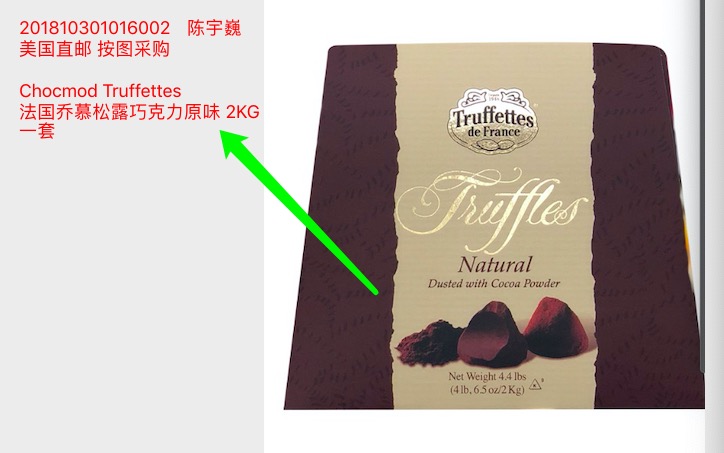 201810301016002 陈宇巍
美国直邮 按图采购
Chocmod Truffettes
法国乔慕松露巧克力原味 2KG
一套
Truffettes
de France
Truffles
Natural
Dusted with Cocoa Powder
Net Weight 4.4 lbs
(4 lb, 6.5 oz/2 Kg)